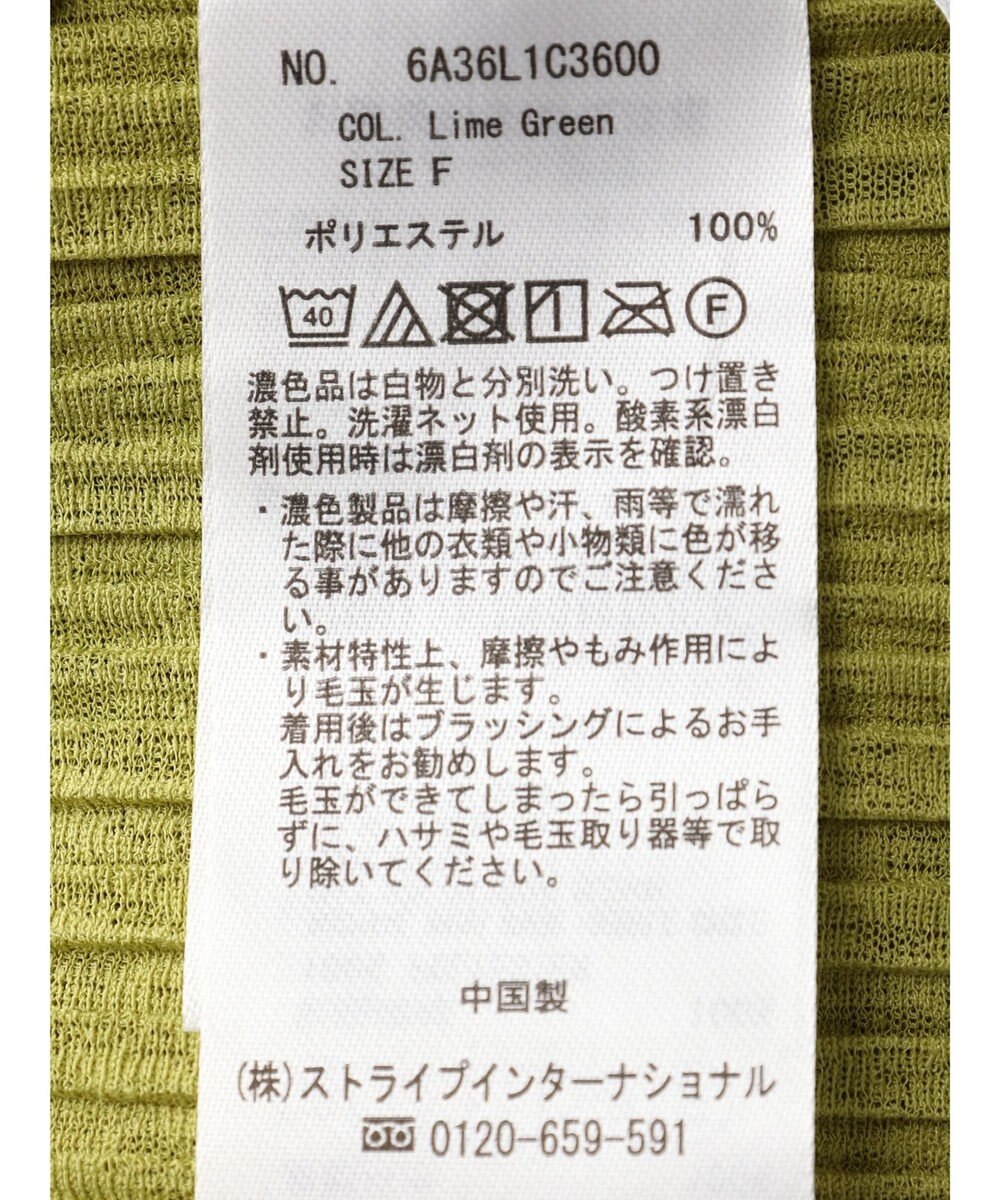 NO. 6A36L1C3600
COL. Lime Green
SIZE F
ポリエステル 100%
40 F
濃色品は白物と分別洗い。つけ置き
禁止。洗濯ネット使用。酸素系漂白
剤使用時は漂白剤の表示を確認。
・濃色製品は摩擦や汗、雨等で濡れ
た際に他の衣類や小物類に色が移
る事がありますのでご注意くださ
い。
・素材特性上、摩擦やもみ作用によ
り毛玉が生じます。
着用後はブラッシングによるお手
入れをお勧めします。
毛玉ができてしまったら引っぱら
ずに、ハサミや毛玉取り器等で取
り除いてください。
中国製
(株)ストライプインターナショナル
0120-659-591